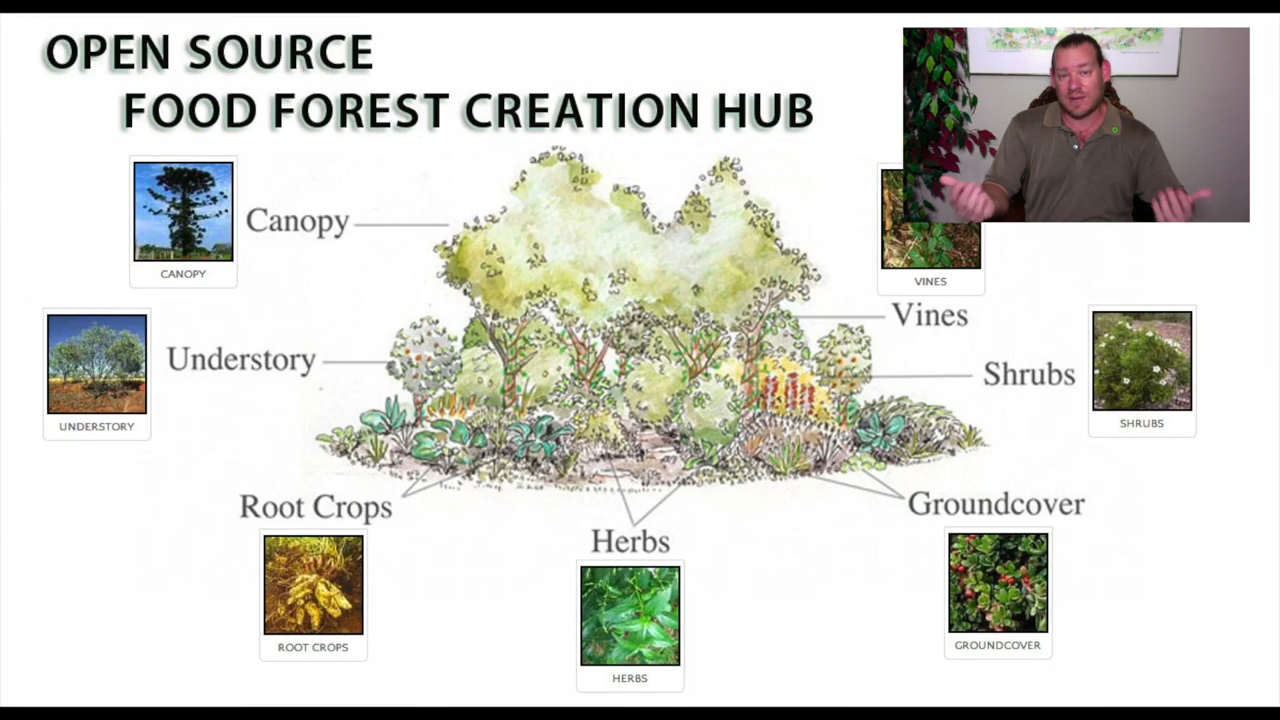 OPEN SOURCE
FOOD FOREST CREATION HUB
CANOPY
Canopy
VINES
Vines
UNDERSTORY
Understory
Shrubs
SHRUBS
Root Crops
ROOT CROPS
Herbs
HERBS
Groundcover
GROUNDCOVER